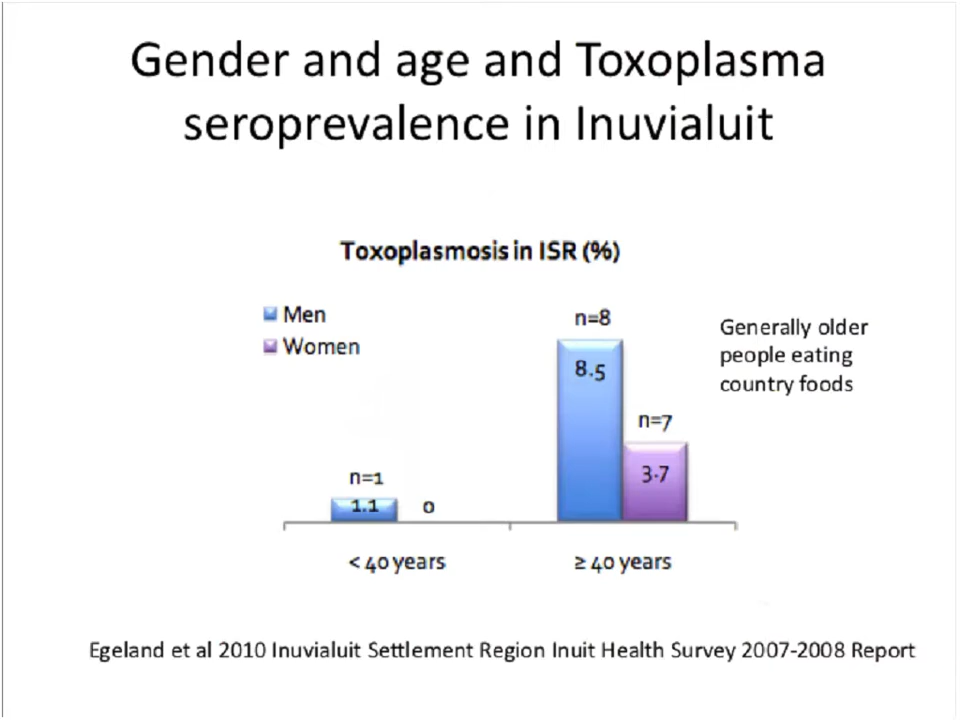 Gender and age and Toxoplasma
seroprevalence in Inuvialuit
Toxoplasmosis in ISR (%)
Men
Women
n=8
8.5
n=7
3.7
n=1
1.1
0
< 40 years
≥ 40 years
Generally older
people eating
country foods
Egeland et al 2010 Inuvialuit Settlement Region Inuit Health Survey 2007-2008 Report